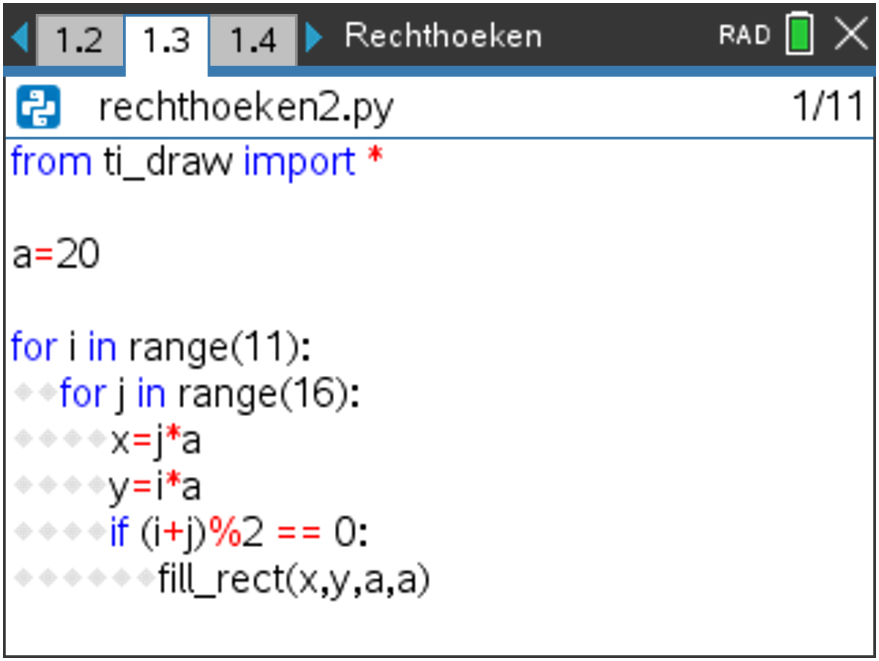 1.2 1.3 1.4 Rechthoeken RAD
rechthoeken2.py 1/11
from ti_draw import *
a=20
for i in range(11):
for j in range(16):
x=j*a
y=i*a
if (i+j)%2 == 0:
fill_rect(x,y,a,a)